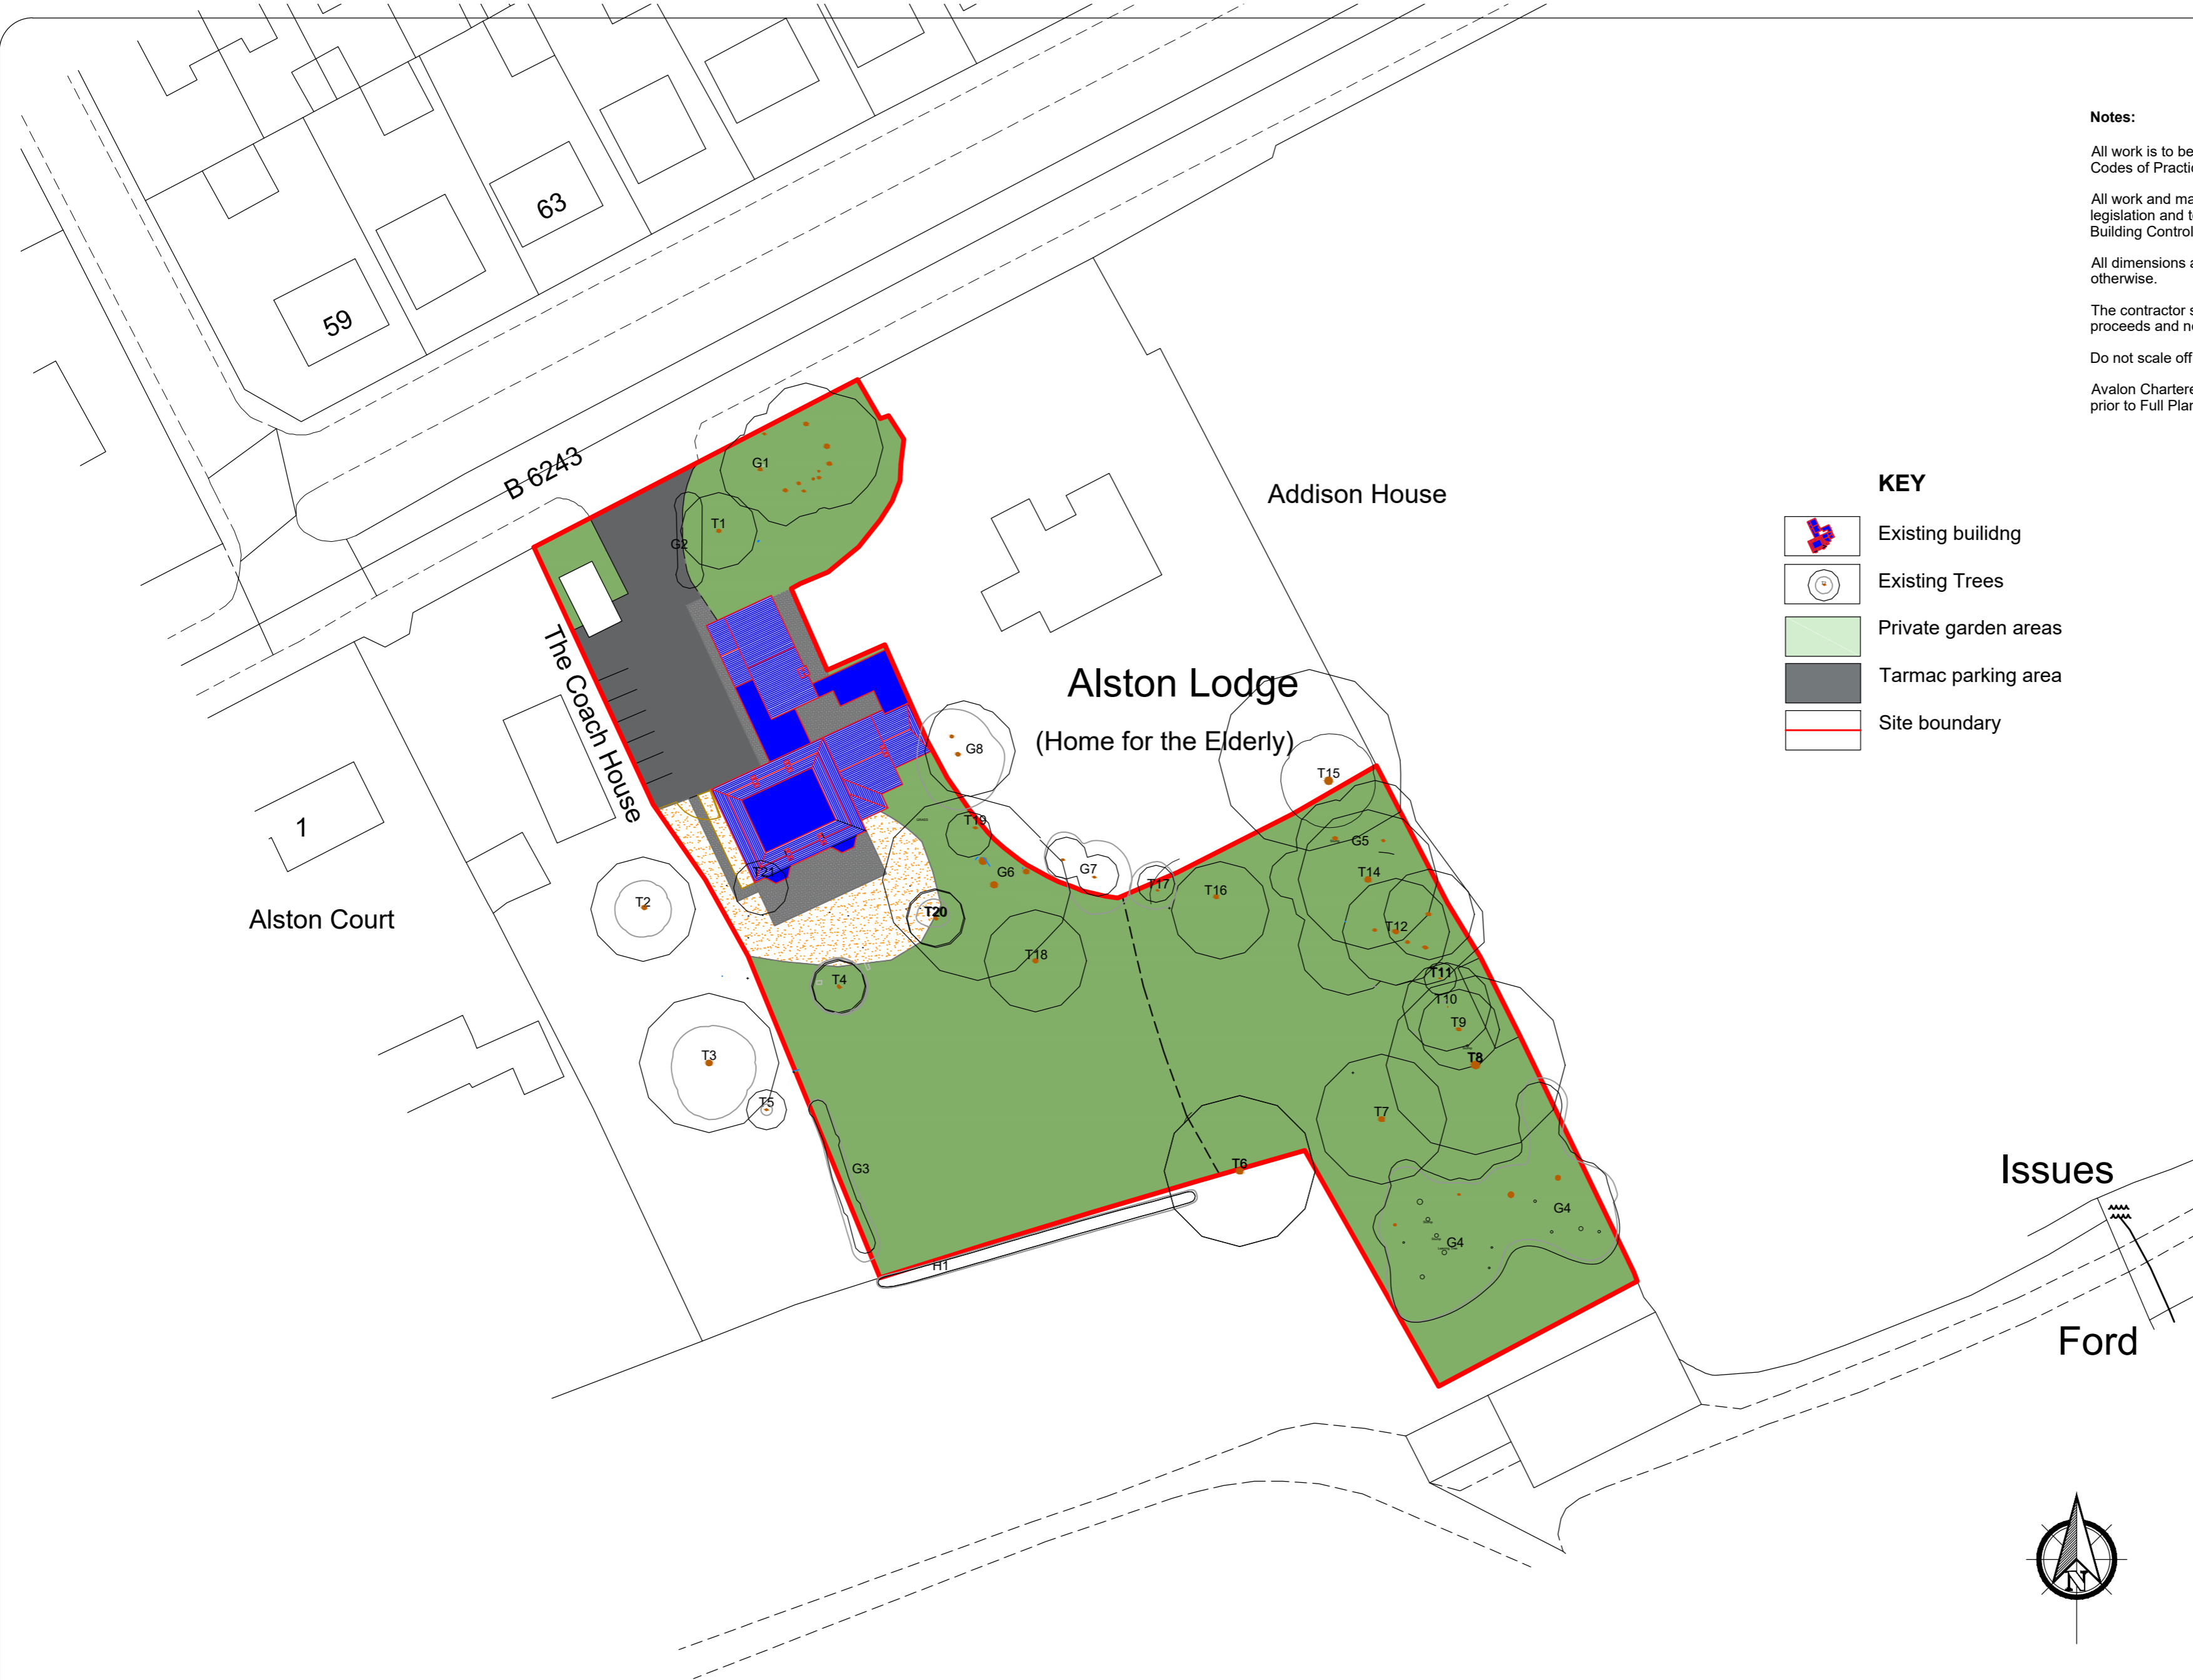 Notes:
All work is to be
Codes of Practi
All work and ma
legislation and t
Building Control
All dimensions
otherwise.
The contractor
proceeds and n
Do not scale off
Avalon Chartere
prior to Full Plan
63
59
B 6243
G1
T1
G2
Addison House
KEY
Existing builidng
Existing Trees
Private garden areas
Tarmac parking area
Site boundary
The Coach House
Alston Lodge
(Home for the Elderly)
G8
T15
1
T19
G5
G6
G7
T14
T21
T17
T16
T2
Alston Court
T20
T12
T18
T11
T4
T10
T9
T3
T8
T5
T7
T6
G3
Issues
G4
G4
H1
Ford
N